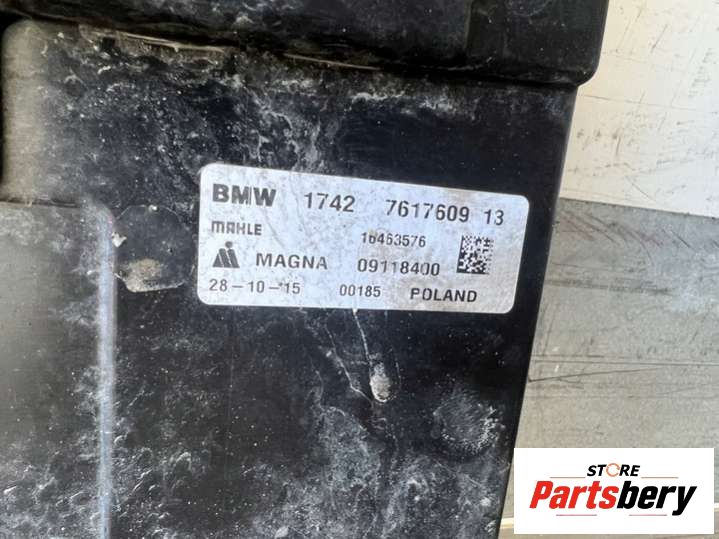 BMW 1742 7617609 13
MAHLE 16463576
MAGNA 09118400
28-10-15 00185 POLAND
STORE
Partsbery